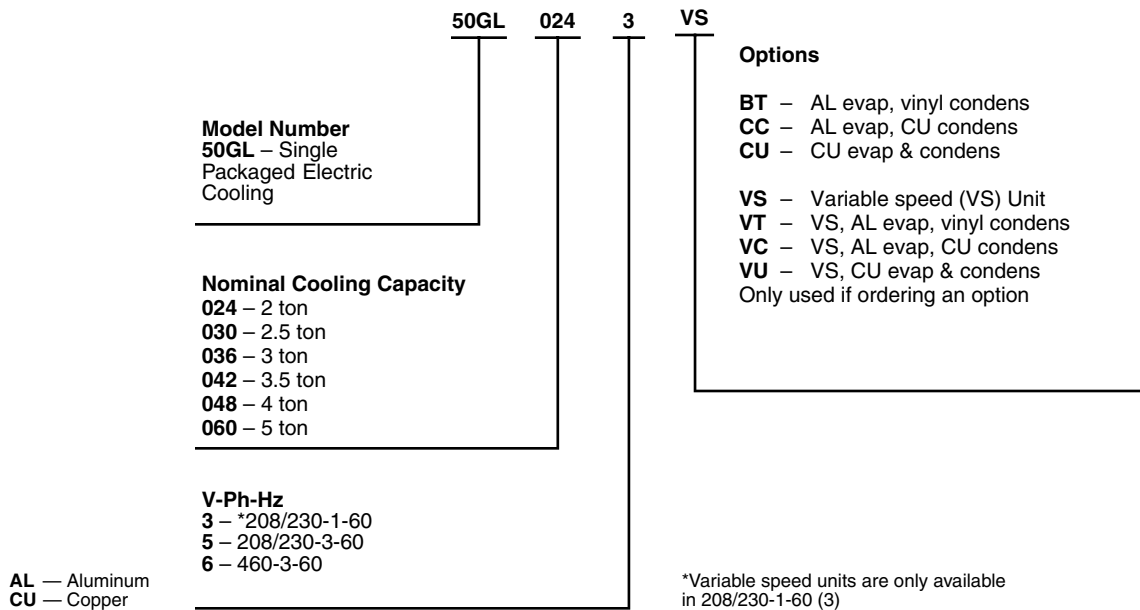 50GL 024 3 VS
Model Number
50GL – Single
Packaged Electric
Cooling
Nominal Cooling Capacity
024 – 2 ton
030 – 2.5 ton
036 – 3 ton
042 – 3.5 ton
048 – 4 ton
060 – 5 ton
V-Ph-Hz
3 – *208/230-1-60
5 – 208/230-3-60
6 – 460-3-60
Options
BT – AL evap, vinyl condens
CC – AL evap, CU condens
CU – CU evap & condens
VS – Variable speed (VS) Unit
VT – VS, AL evap, vinyl condens
VC – VS, AL evap, CU condens
VU – VS, CU evap & condens
Only used if ordering an option
AL — Aluminum
CU — Copper
*Variable speed units are only available
in 208/230-1-60 (3)